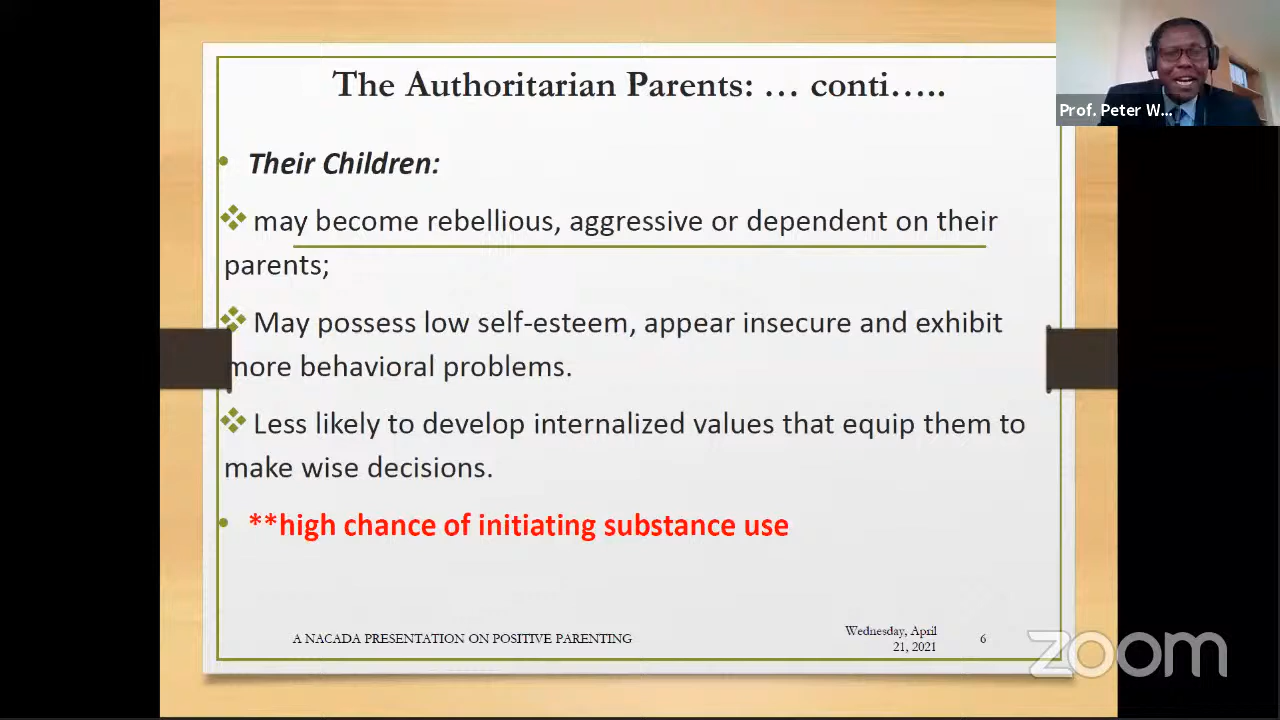 The Authoritarian Parents: … conti…..
Prof. Peter W...
• Their Children:
❖ may become rebellious, aggressive or dependent on their
parents;
❖ May possess low self-esteem, appear insecure and exhibit
more behavioral problems.
❖ Less likely to develop internalized values that equip them to
make wise decisions.
• **high chance of initiating substance use
A NACADA PRESENTATION ON POSITIVE PARENTING
Wednesday, April
21, 2021
6
zoom